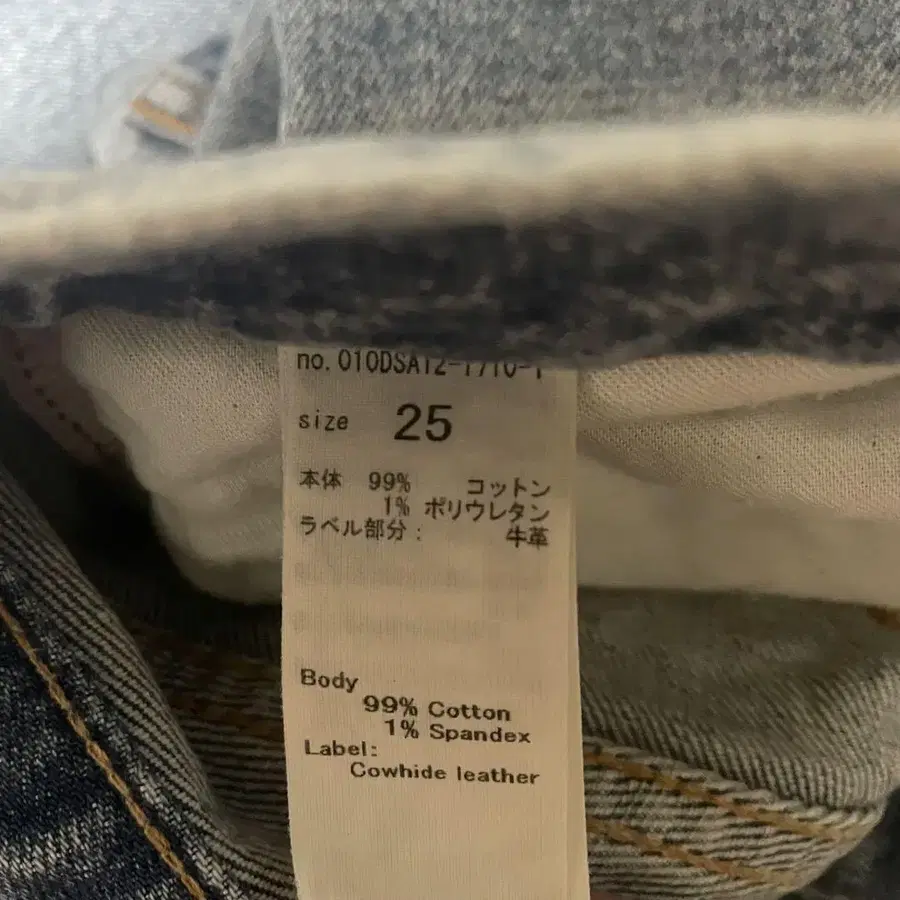 no. 010DSA12-1710-1
size 25
本体 99% コットン
1% ポリウレタン
ラベル部分: 牛革
Body
99% Cotton
1% Spandex
Label:
Cowhide leather